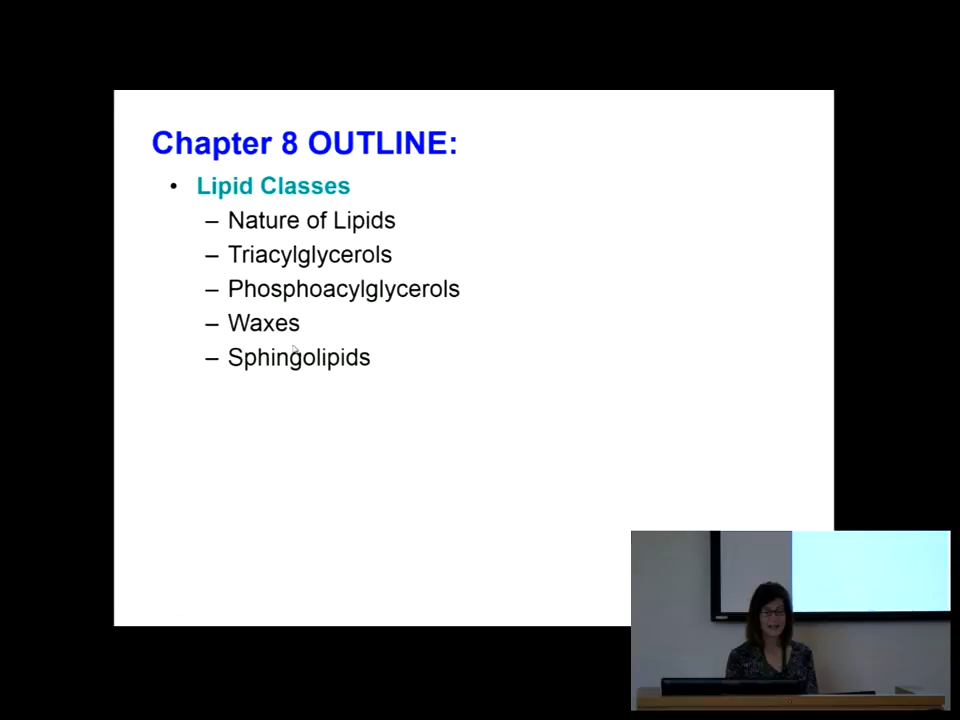 Chapter 8 OUTLINE:
• Lipid Classes
– Nature of Lipids
– Triacylglycerols
– Phosphoacylglycerols
– Waxes
– Sphingolipids